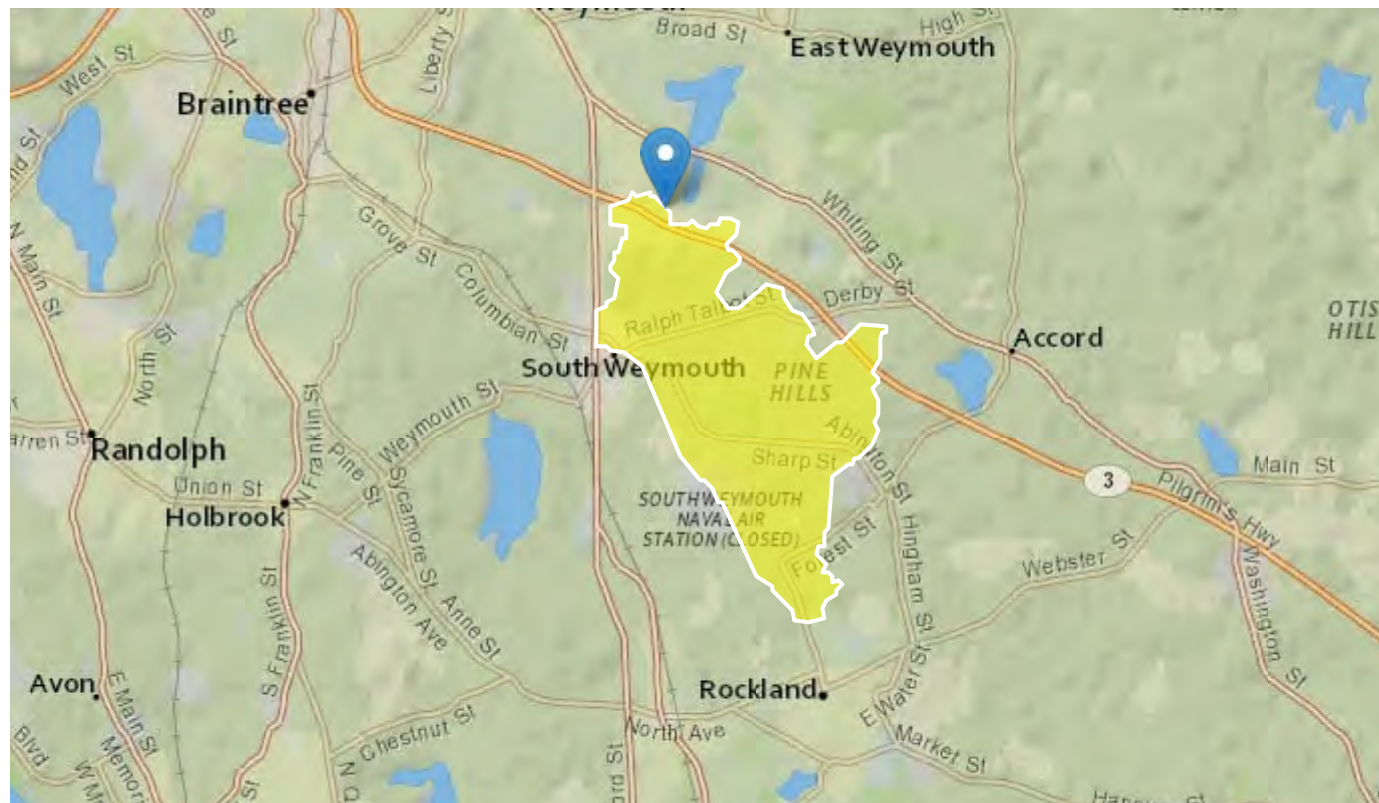 Broad St
High St
East Weymouth
West St
Liberty S
Braintree
N Main St
Grove St
Columbian St
Whiting St
Derby St
Ralph Talbot St
OTIS
HILL
Accord
South Weymouth
PINE
HILLS
North St
Weymouth St
N Franklin St
Pine St
Sycamore St
Abington St
Sharp St
arren St
Randolph
Union St
Holbrook
SOUTH WEYMOUTH
NAVAL AIR
STATION (CLOSED)
3
Main St
Pilgrim's Hwy
Forest St
Hingham St
Webster St
Washington St
Abington Ave
Anne St
S Franklin St
Avon
E Main St
Rockland
E Water St
Chestnut St
North Ave
Market St
Blvd